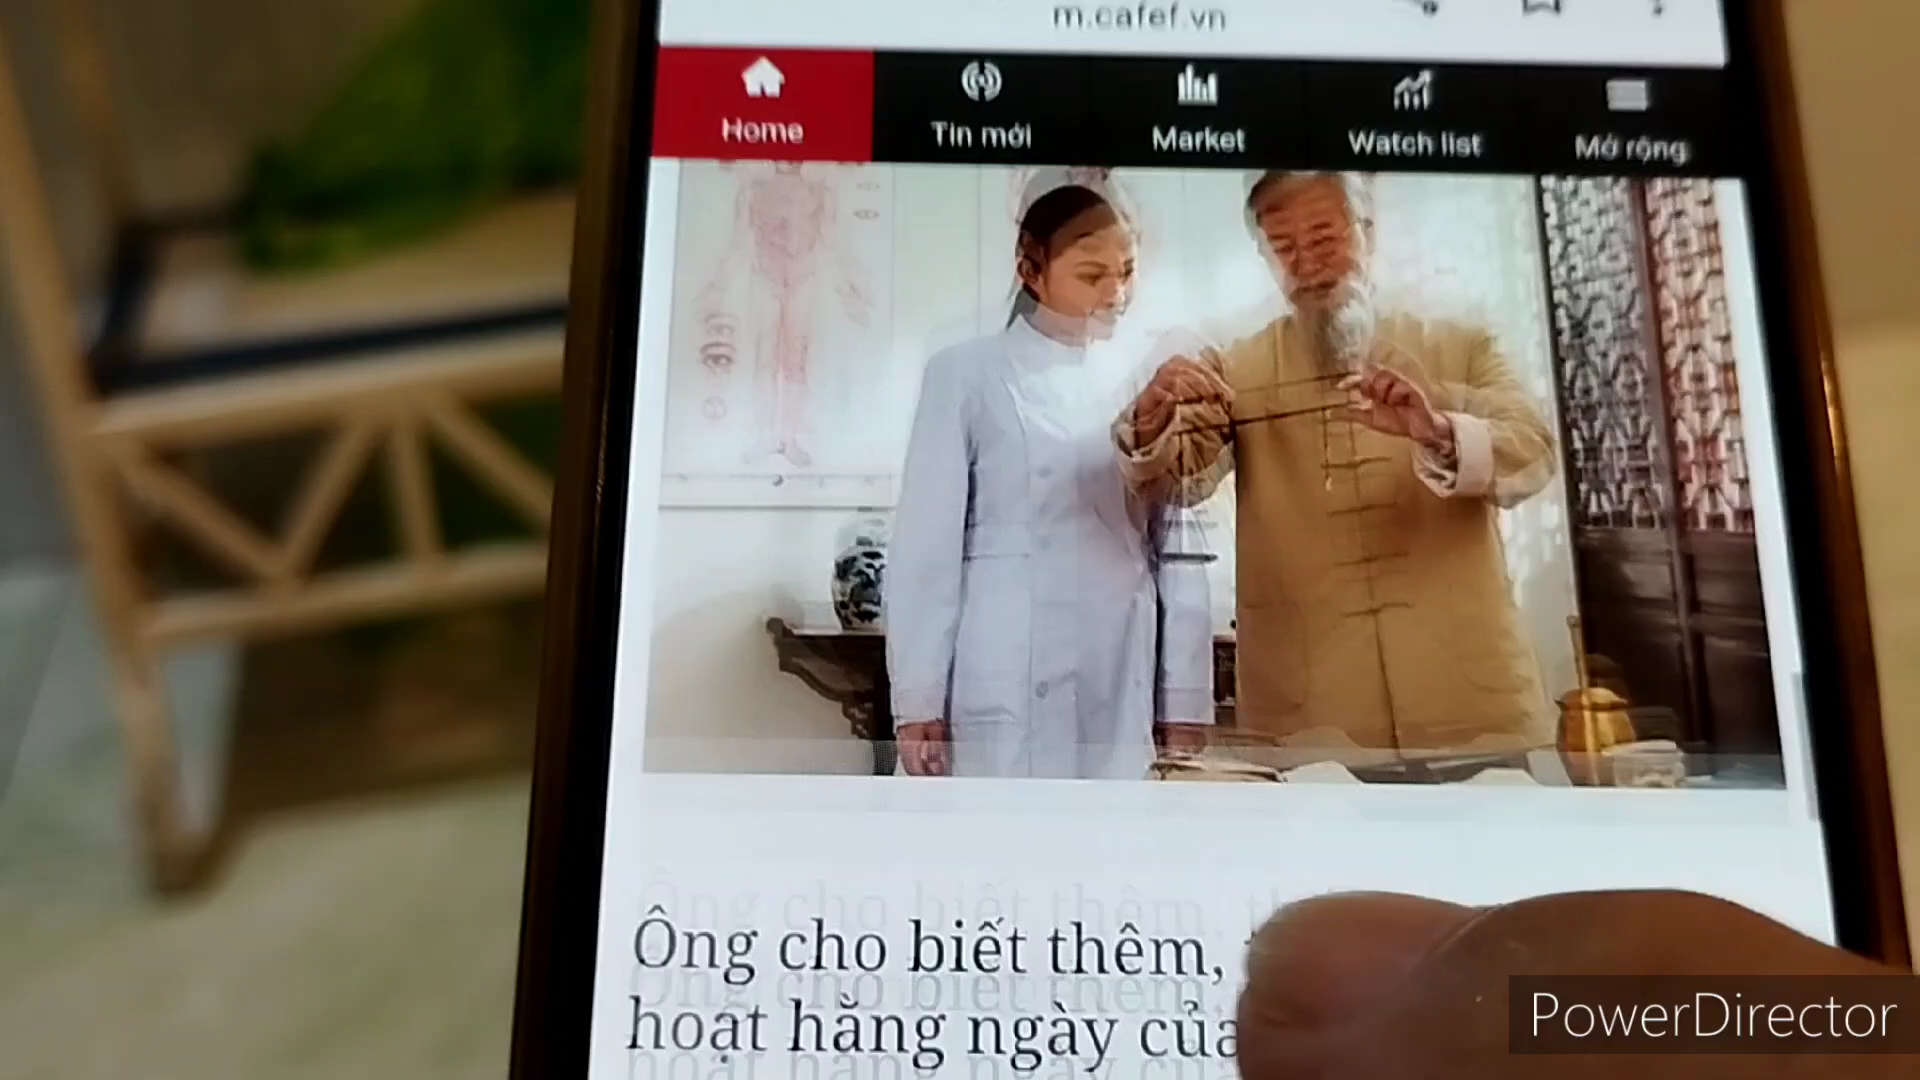 m.cafef.vn
Home
Tin mới
Market
Watch list
Mở rộng
Ông cho biết thêm,
hoạt hằng ngày của
PowerDirector